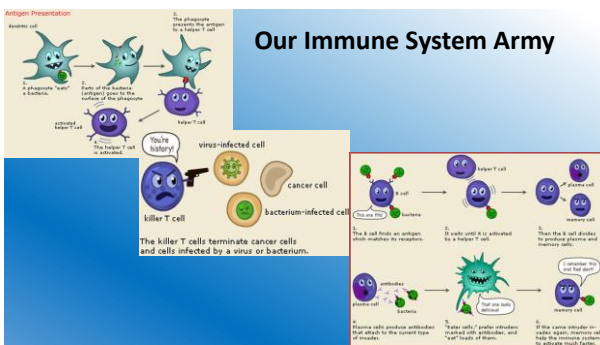 Our Immune System Army
Antigen Presentation
dendritic cell
1.
A phagocyte "eats"
a bacteria.
2.
Parts of the bacteria
(antigen) goes to the
surface of the phagocyte
3.
The phagocyte
presents the antigen
to a helper T cell
helper T cell
activated
helper T cell
4.
The helper T cell
is activated.
You're
history!
virus-infected cell
cancer cell
killer T cell
bacterium-infected cell
The killer T cells terminate cancer cells
and cells infected by a virus or bacterium.
B cell
This one fits!
bacteria
1.
The B cell finds an antigen
which matches its receptors.
helper T cell
2.
It waits until it is activated
by a helper T cell.
plasma cell
memory cell
3.
Then the B cell divides
to produce plasma and
memory cells.
plasma cell
antibodies
bacteria
4.
Plasma cells produce antibodies
that attach to the current type
of invader.
That one looks
delicious!
5.
"Eater cells," prefer intruders
marked with antibodies, and
"eat" loads of them.
I remember this
one! Red alert!
memory cell
6.
If the same intruder in-
vades again, memory cells
help the immune system
to activate much faster.